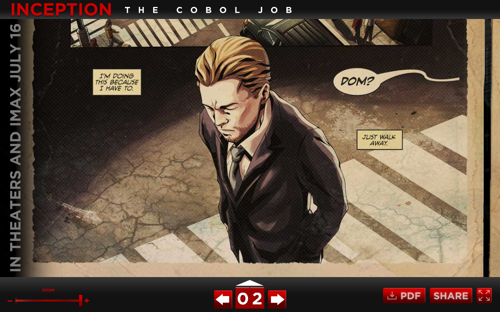 INCEPTION THE COBOL JOB
IN THEATERS AND IMAX JULY 16
I'M DOING
THIS BECAUSE
I HAVE TO.
DOM?
JUST WALK
AWAY.
02
PDF
SHARE